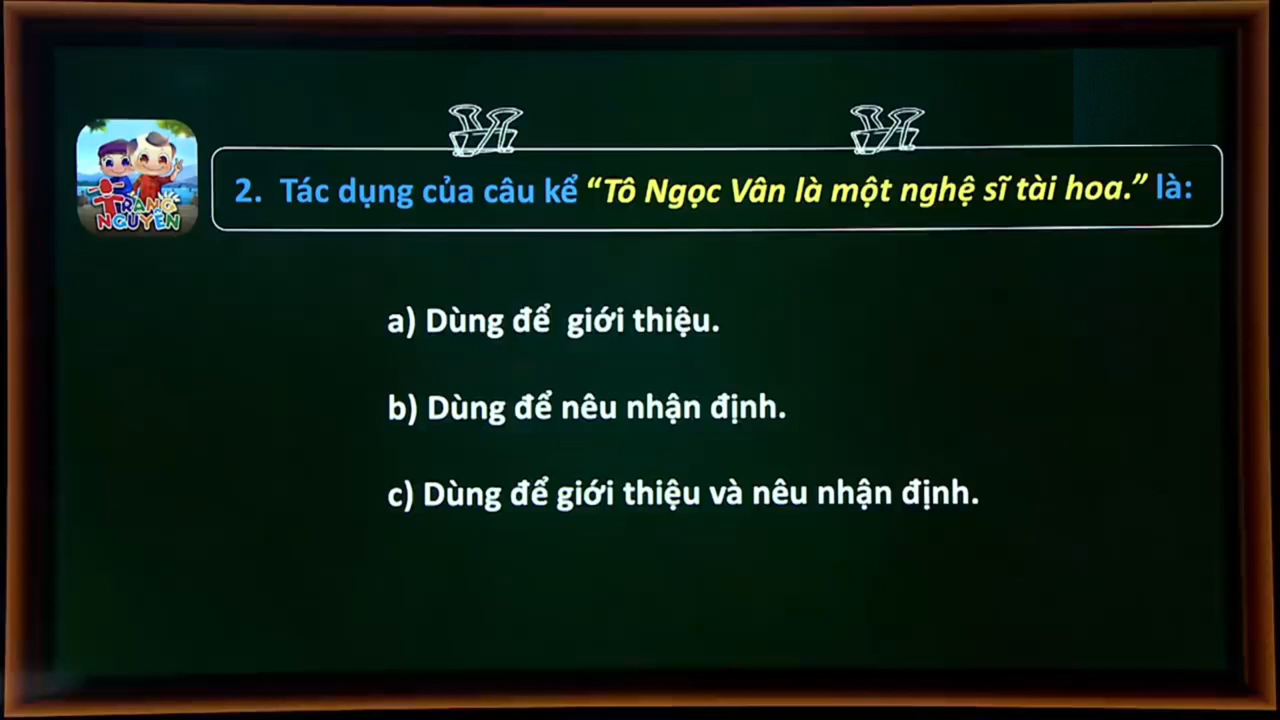 TRẠNG
NGUYÊN
2. Tác dụng của câu kể “Tô Ngọc Vân là một nghệ sĩ tài hoa.” là:
a) Dùng để giới thiệu.
b) Dùng để nêu nhận định.
c) Dùng để giới thiệu và nêu nhận định.